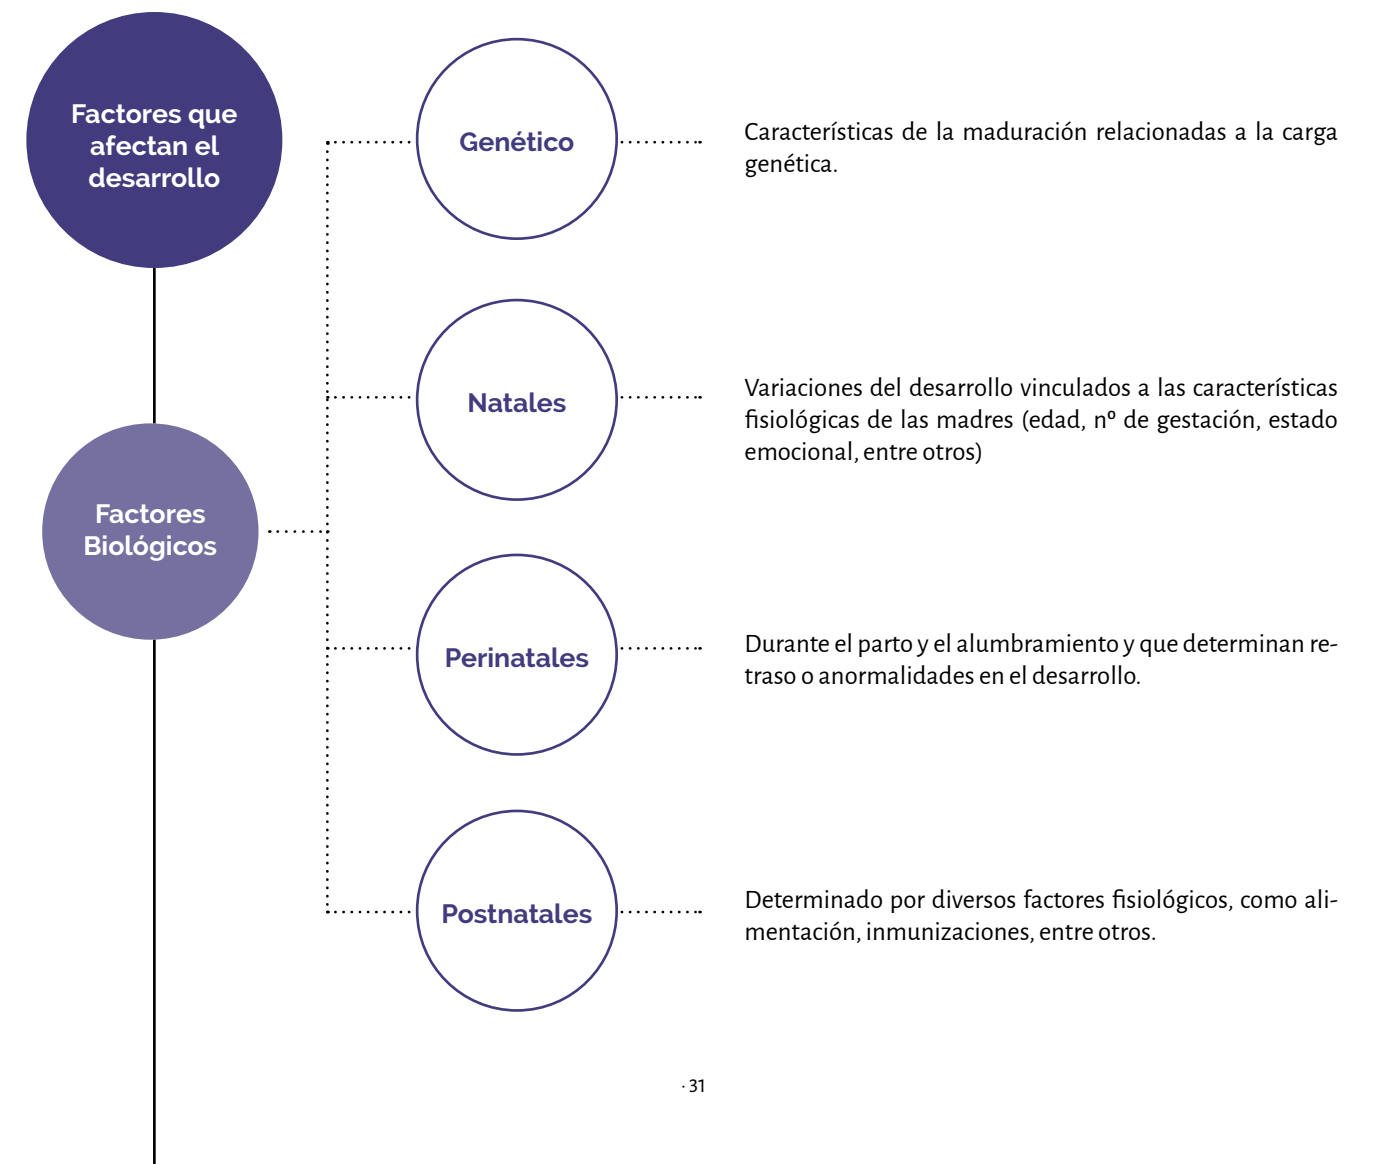 Factores que
afectan el
desarrollo
Genético
Características de la maduración relacionadas a la carga
genética.
Natales
Variaciones del desarrollo vinculados a las características
fisiológicas de las madres (edad, nº de gestación, estado
emocional, entre otros)
Factores
Biológicos
Perinatales
Durante el parto y el alumbramiento y que determinan re-
traso o anormalidades en el desarrollo.
Postnatales
Determinado por diversos factores fisiológicos, como ali-
mentación, inmunizaciones, entre otros.
· 31